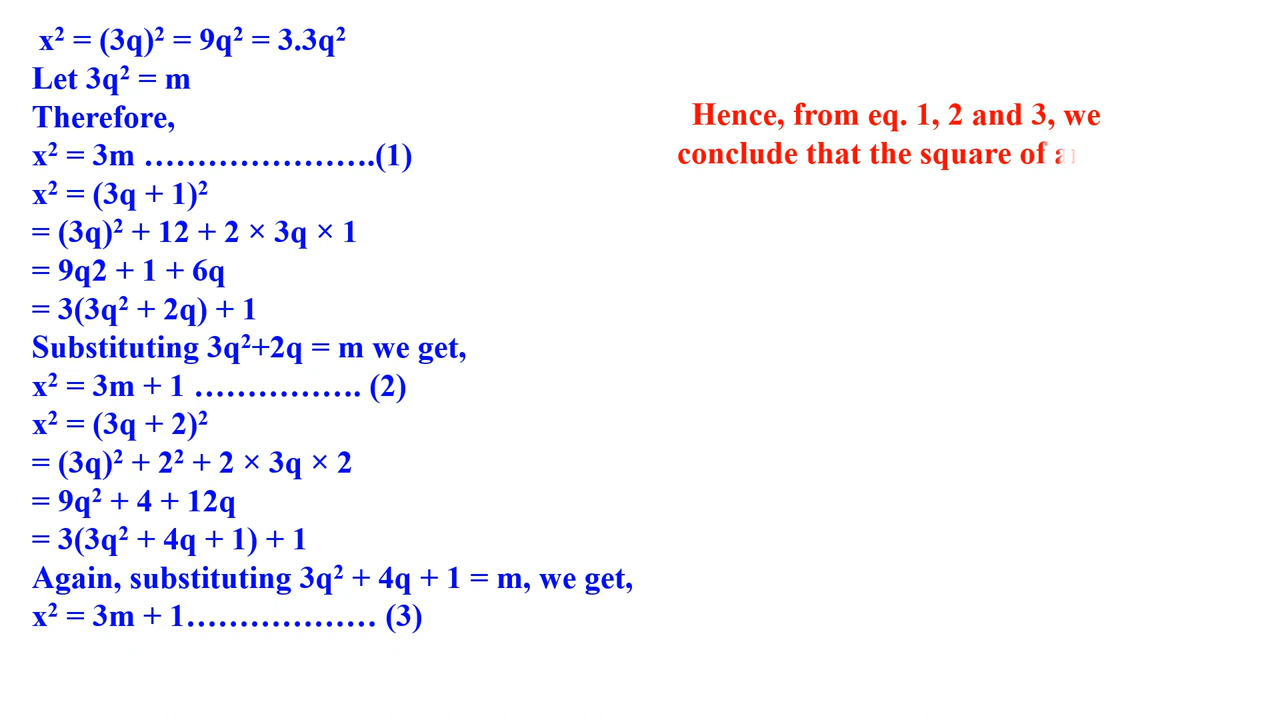 x² = (3q)² = 9q² = 3.3q²
Let 3q² = m
Therefore,
x² = 3m ………………….(1)
x² = (3q + 1)²
= (3q)² + 12 + 2 × 3q × 1
= 9q2 + 1 + 6q
= 3(3q² + 2q) + 1
Substituting 3q²+2q = m we get,
x² = 3m + 1 ……………. (2)
x² = (3q + 2)²
= (3q)² + 2² + 2 × 3q × 2
= 9q² + 4 + 12q
= 3(3q² + 4q + 1) + 1
Again, substituting 3q² + 4q + 1 = m, we get,
x² = 3m + 1……………… (3)
Hence, from eq. 1, 2 and 3, we
conclude that the square of